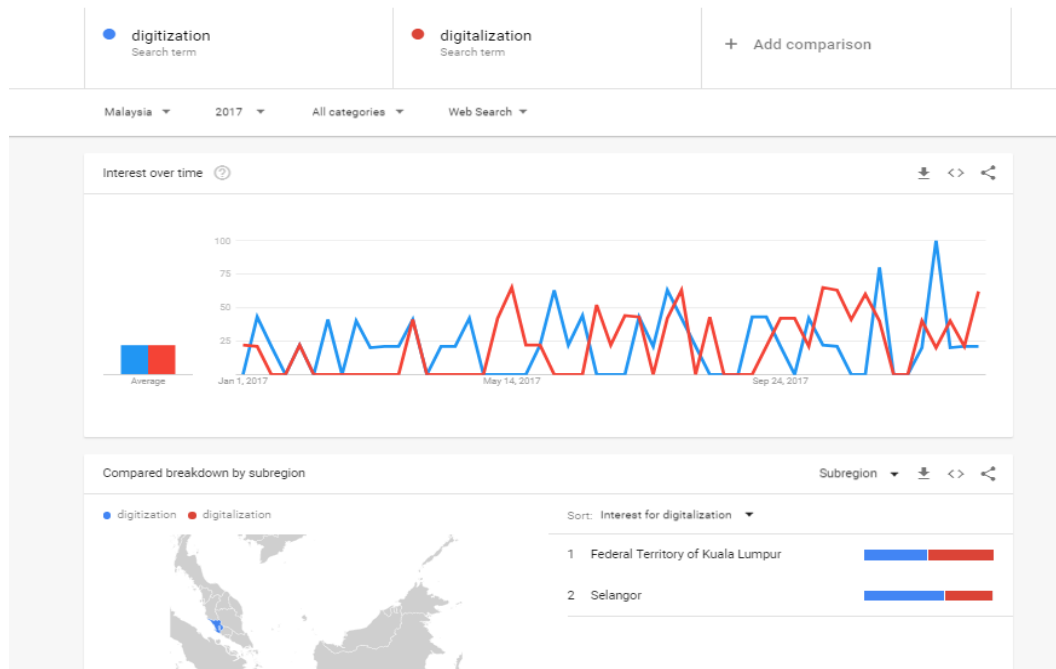 digitization
Search term
digitalization
Search term
+ Add comparison
Malaysia
2017
All categories
Web Search
Interest over time ?
100
75
50
25
Average
Jan 1, 2017
May 14, 2017
Sep 24, 2017
Compared breakdown by subregion
Subregion
digitization digitalization
Sort: Interest for digitalization
1 Federal Territory of Kuala Lumpur
2 Selangor